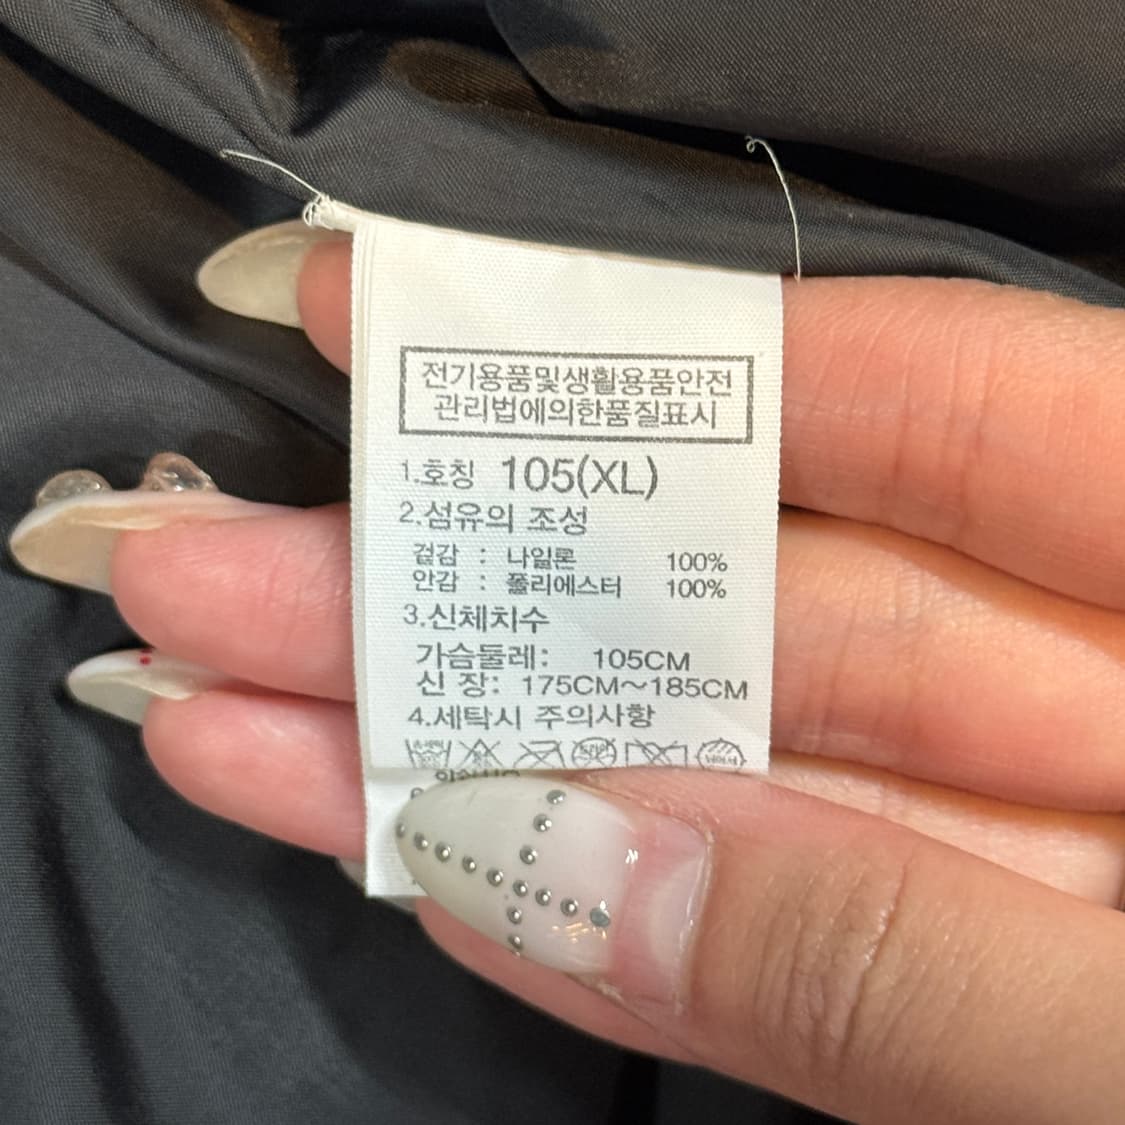 전기용품및생활용품안전
관리법에의한품질표시
1.호칭 105(XL)
2.섬유의 조성
겉감 : 나일론 100%
안감 : 폴리에스터 100%
3.신체치수
가슴둘레: 105CM
신 장: 175CM~185CM
4.세탁시 주의사항